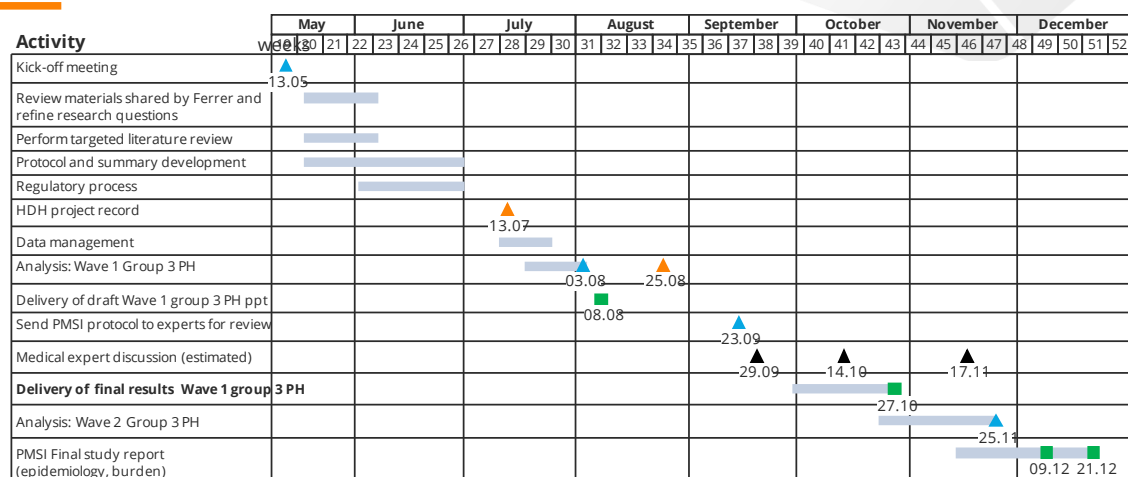 May June July August September October November December
Activity weeks 19 20 21 22 23 24 25 26 27 28 29 30 31 32 33 34 35 36 37 38 39 40 41 42 43 44 45 46 47 48 49 50 51 52
Kick-off meeting
13.05
Review materials shared by Ferrer and
refine research questions
Perform targeted literature review
Protocol and summary development
Regulatory process
HDH project record
13.07
Data management
Analysis: Wave 1 Group 3 PH
03.08 25.08
Delivery of draft Wave 1 group 3 PH ppt
08.08
Send PMSI protocol to experts for review
23.09
Medical expert discussion (estimated)
29.09 14.10 17.11
Delivery of final results Wave 1 group 3 PH
27.10
Analysis: Wave 2 Group 3 PH
25.11
PMSI Final study report
(epidemiology, burden)
09.12 21.12